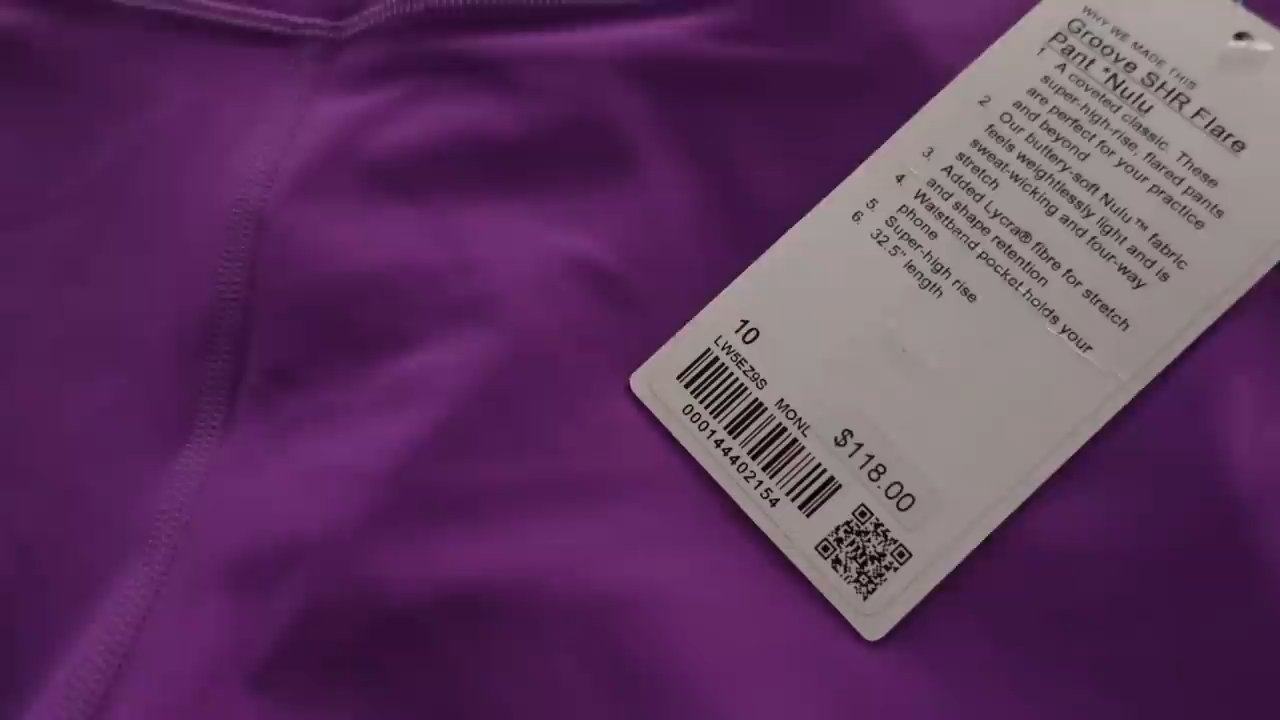 WHY WE MADE THIS
Groove SHR Flare
Pant *Nulu
1. A coveted classic. These
super-high-rise, flared pants
are perfect for your practice
and beyond
2. Our buttery-soft Nulu™ fabric
feels weightlessly light and is
sweat-wicking and four-way
stretch
3. Added Lycra® fibre for stretch
and shape retention
4. Waistband pocket holds your
phone
5. Super-high rise
6. 32.5" length
10
LW5EZ9S MONL
000144402154
$118.00